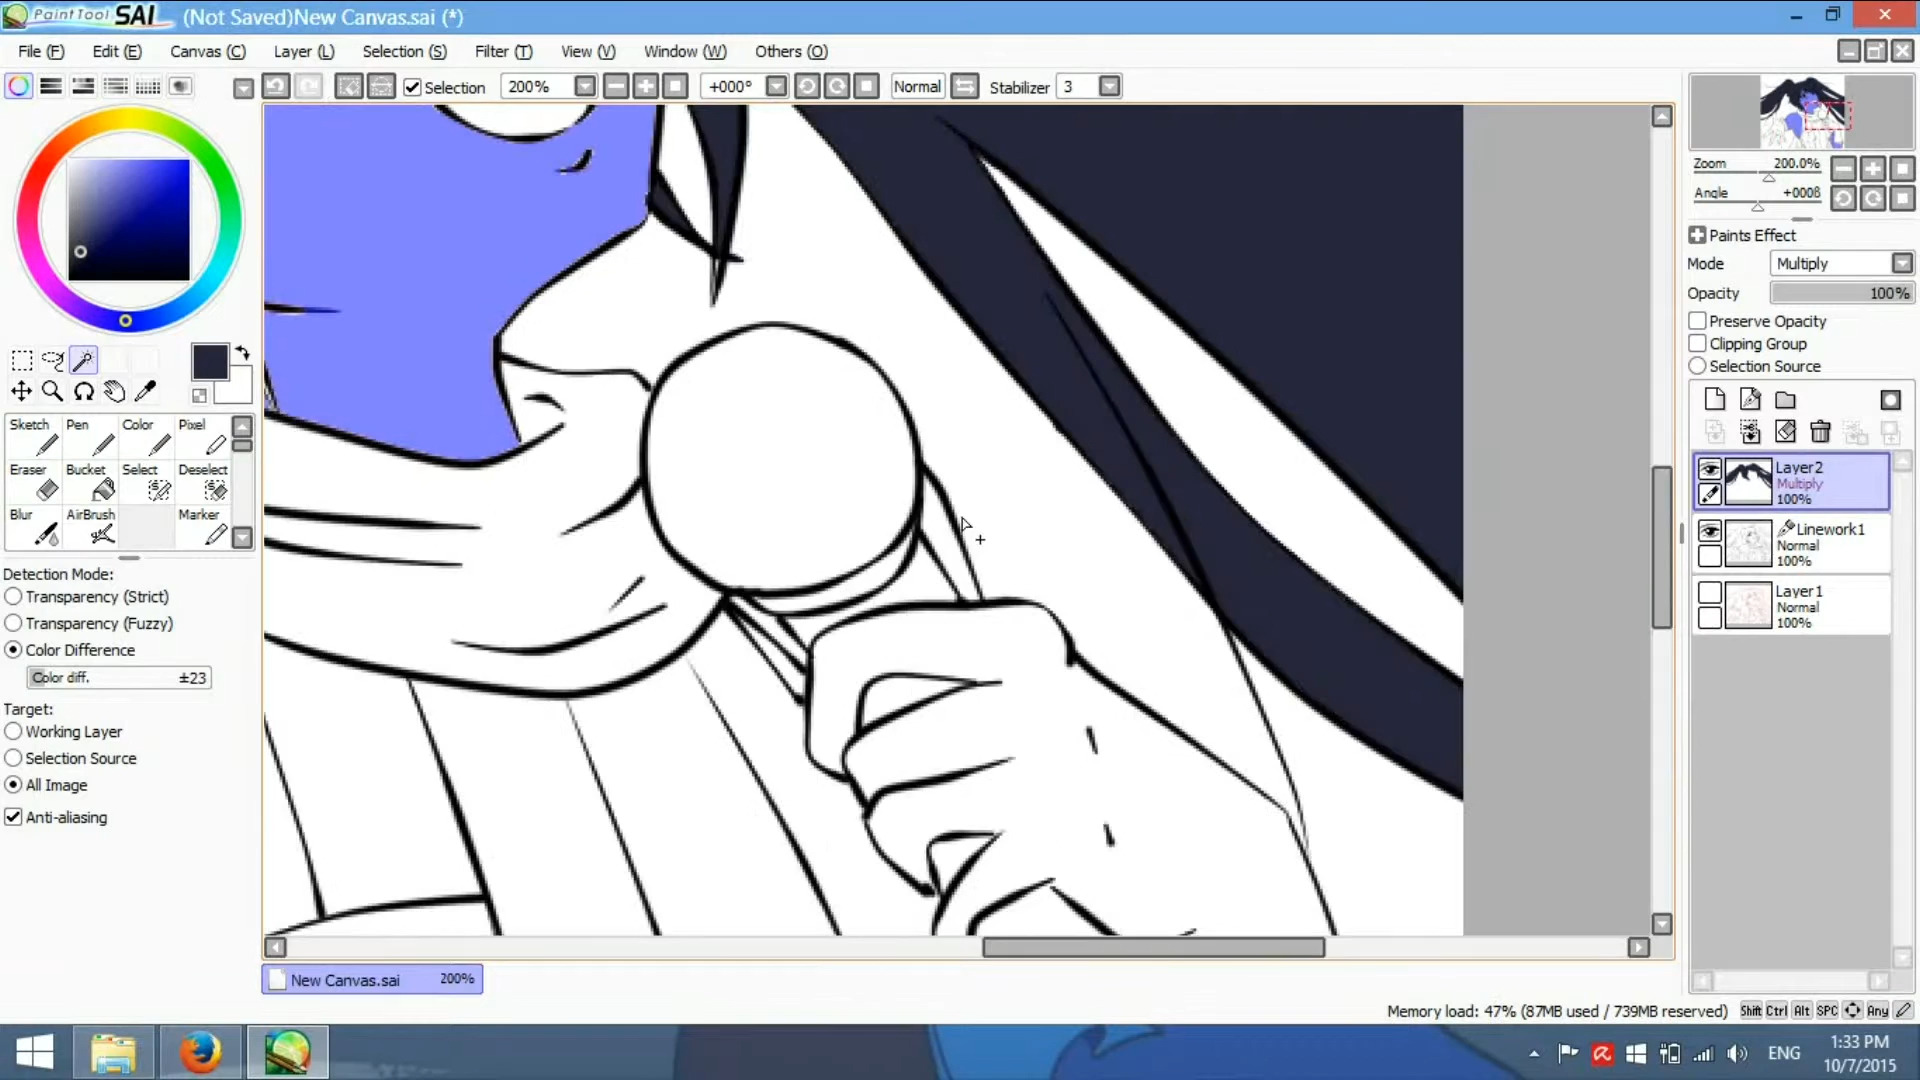 PaintTool SAI (Not Saved)New Canvas.sai (*)
File (F) Edit (E) Canvas (C) Layer (L) Selection (S) Filter (T) View (V) Window (W) Others (O)
Selection 200% +000° Normal Stabilizer 3
Zoom 200.0%
Angle +000ß
Paints Effect
Mode Multiply
Opacity 100%
Preserve Opacity
Clipping Group
Selection Source
Sketch Pen Color Pixel
Eraser Bucket Select Deselect
Blur AirBrush Marker
Detection Mode:
Transparency (Strict)
Transparency (Fuzzy)
Color Difference
Color diff. ±23
Target:
Working Layer
Selection Source
All Image
Anti-aliasing
Layer2
Multiply
100%
Linework1
Normal
100%
Layer1
Normal
100%
New Canvas.sai 200%
Memory load: 47% (87MB used / 739MB reserved) Shift Ctrl Alt SPC Any
ENG 1:33 PM
10/7/2015